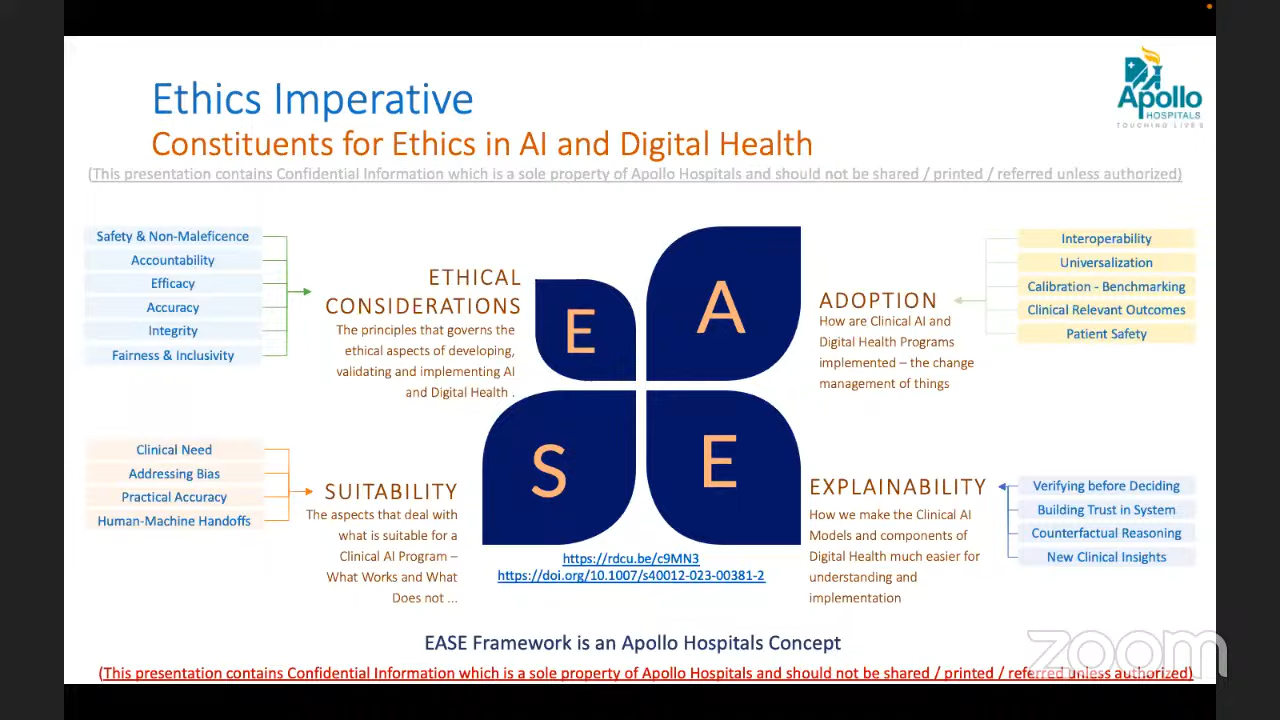 Ethics Imperative
Constituents for Ethics in AI and Digital Health
(This presentation contains Confidential Information which is a sole property of Apollo Hospitals and should not be shared / printed / referred unless authorized)
Apollo
HOSPITALS
TOUCHING LIVES
Safety & Non-Maleficence
Accountability
Efficacy
Accuracy
Integrity
Fairness & Inclusivity
ETHICAL
CONSIDERATIONS
The principles that governs the
ethical aspects of developing,
validating and implementing AI
and Digital Health .
E
A
ADOPTION
How are Clinical AI and
Digital Health Programs
implemented – the change
management of things
Interoperability
Universalization
Calibration - Benchmarking
Clinical Relevant Outcomes
Patient Safety
Clinical Need
Addressing Bias
Practical Accuracy
Human-Machine Handoffs
SUITABILITY
The aspects that deal with
what is suitable for a
Clinical AI Program –
What Works and What
Does not ...
S
E
EXPLAINABILITY
How we make the Clinical AI
Models and components of
Digital Health much easier for
understanding and
implementation
Verifying before Deciding
Building Trust in System
Counterfactual Reasoning
New Clinical Insights
https://rdcu.be/c9MN3
https://doi.org/10.1007/s40012-023-00381-2
EASE Framework is an Apollo Hospitals Concept
(This presentation contains Confidential Information which is a sole property of Apollo Hospitals and should not be shared / printed / referred unless authorized)
zoom